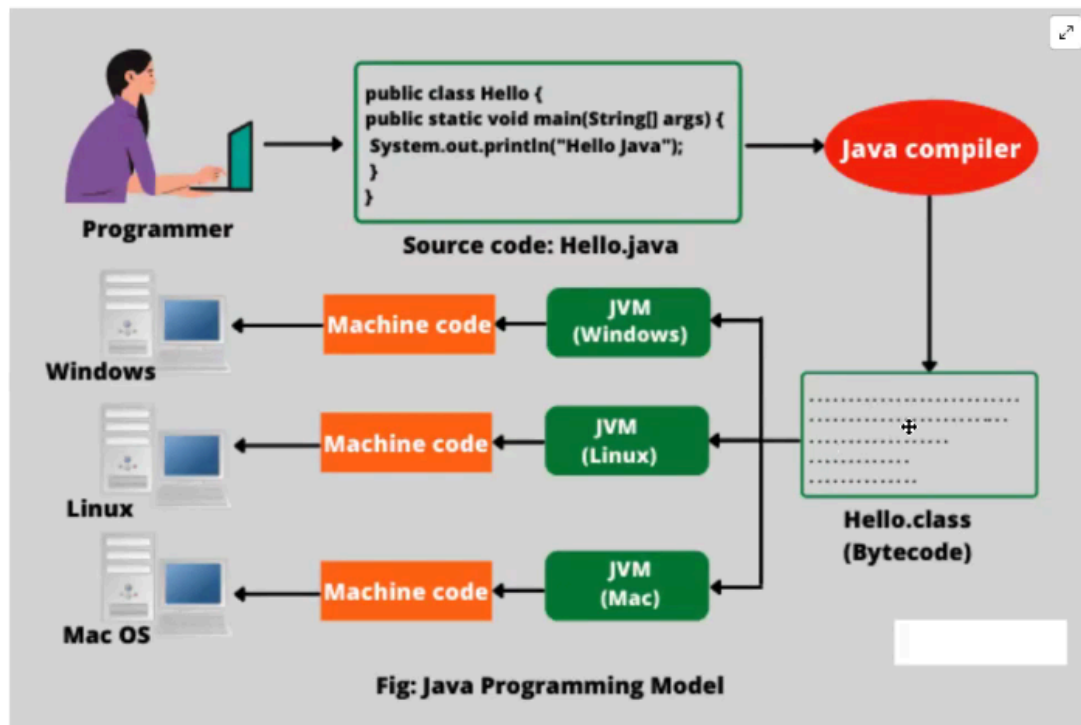 public class Hello {
public static void main(String[] args) {
System.out.println("Hello Java");
}
}
Java compiler
Programmer
Source code: Hello.java
Windows
Machine code
JVM
(Windows)
Linux
Machine code
JVM
(Linux)
Hello.class
(Bytecode)
Mac OS
Machine code
JVM
(Mac)
Fig: Java Programming Model